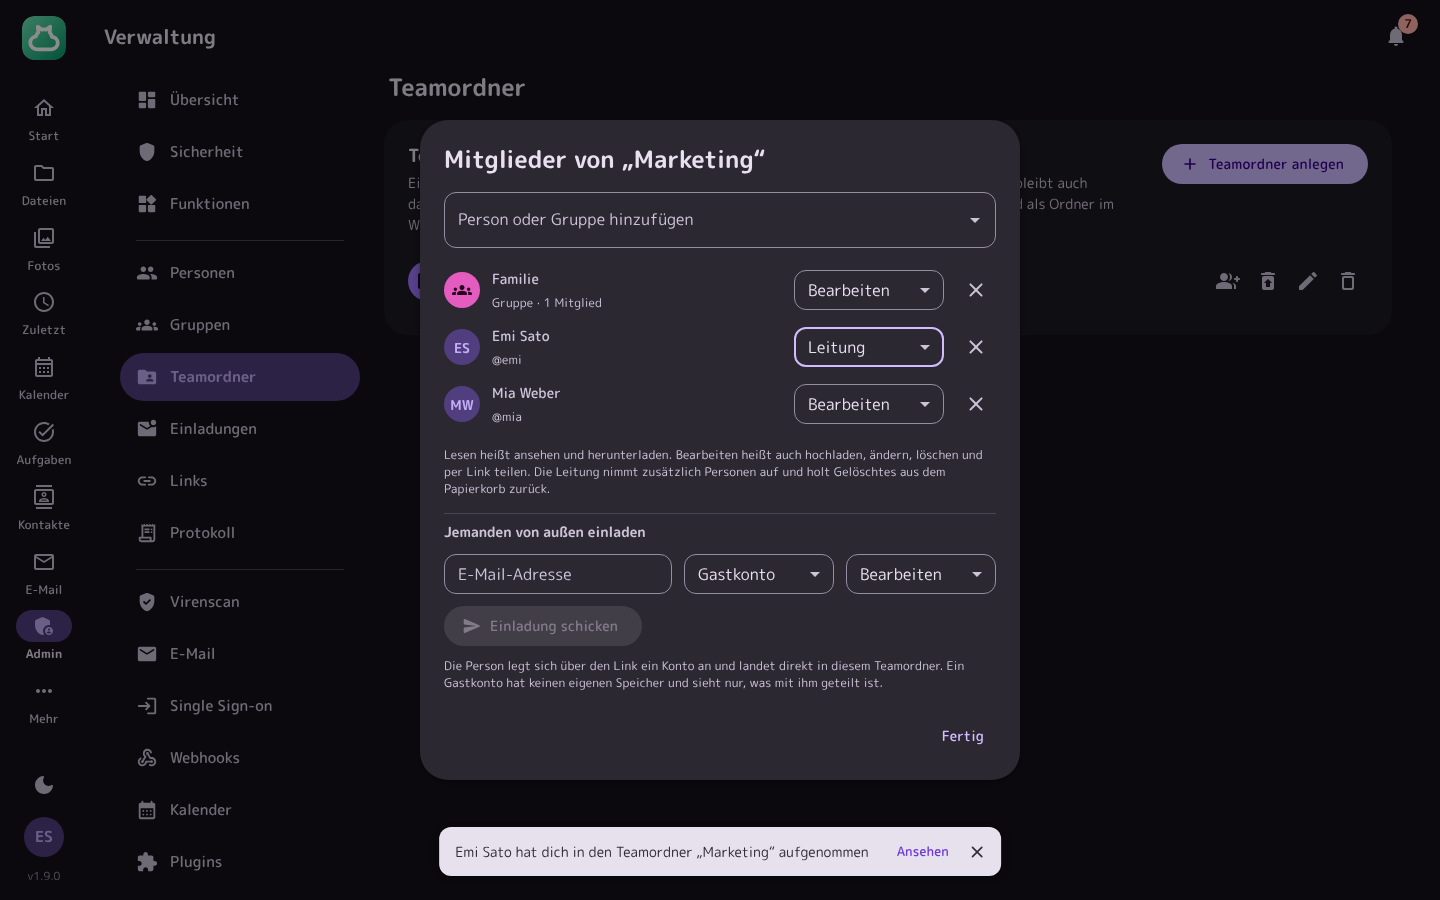 Verwaltung
7
Start
Dateien
Fotos
Zuletzt
Kalender
Aufgaben
Kontakte
E-Mail
Admin
Mehr
ES
v1.9.0
Übersicht
Sicherheit
Funktionen
Personen
Gruppen
Teamordner
Einladungen
Links
Protokoll
Virenscan
E-Mail
Single Sign-on
Webhooks
Kalender
Plugins
Teamordner
Teamordner anlegen
bleibt auch
d als Ordner im
Mitglieder von „Marketing“
Person oder Gruppe hinzufügen
Familie
Gruppe · 1 Mitglied
Bearbeiten
ES
Emi Sato
@emi
Leitung
MW
Mia Weber
@mia
Bearbeiten
Lesen heißt ansehen und herunterladen. Bearbeiten heißt auch hochladen, ändern, löschen und
per Link teilen. Die Leitung nimmt zusätzlich Personen auf und holt Gelöschtes aus dem
Papierkorb zurück.
Jemanden von außen einladen
E-Mail-Adresse
Gastkonto
Bearbeiten
Einladung schicken
Die Person legt sich über den Link ein Konto an und landet direkt in diesem Teamordner. Ein
Gastkonto hat keinen eigenen Speicher und sieht nur, was mit ihm geteilt ist.
Fertig
Emi Sato hat dich in den Teamordner „Marketing“ aufgenommen
Ansehen